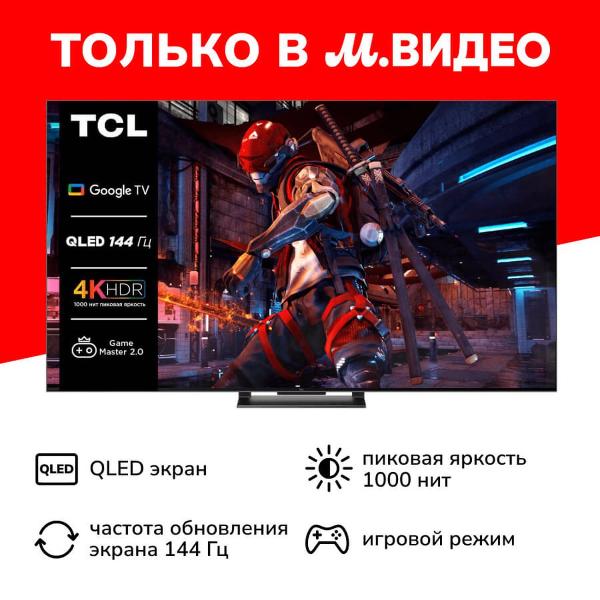 ТОЛЬКО В М.ВИДЕО
TCL
Google TV
QLED 144 Гц
4K HDR
1000 нит пиковая яркость
Game
Master 2.0
QLED
QLED экран
пиковая яркость
1000 нит
частота обновления
экрана 144 Гц
игровой режим